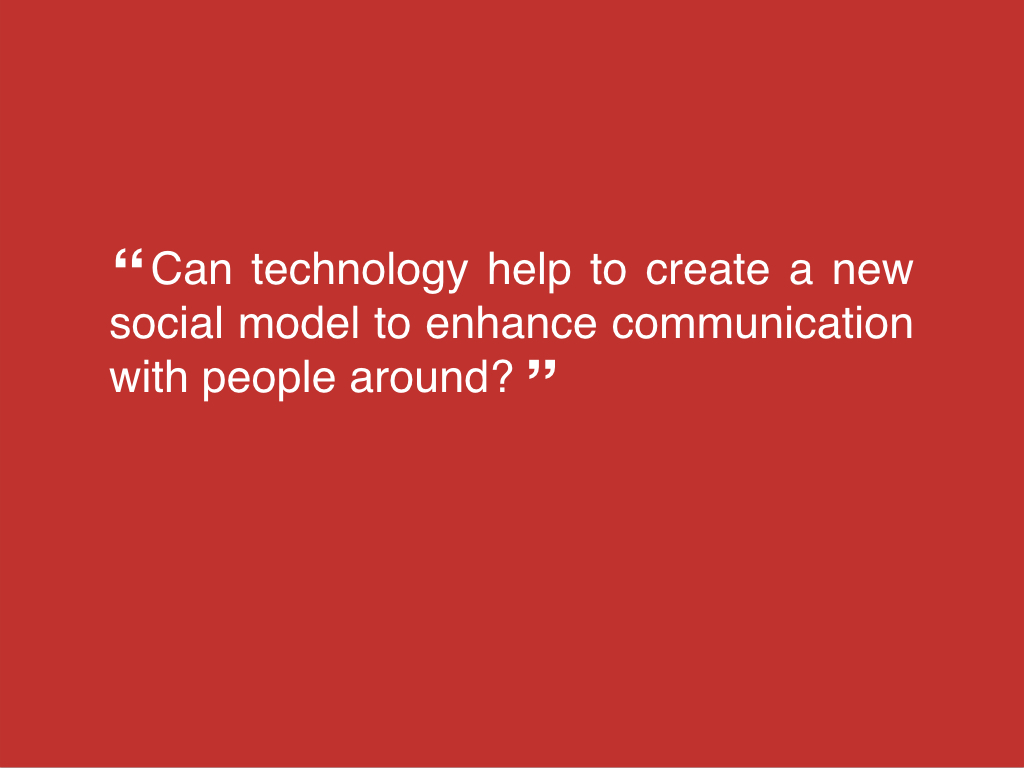 “Can technology help to create a new
social model to enhance communication
with people around? ”